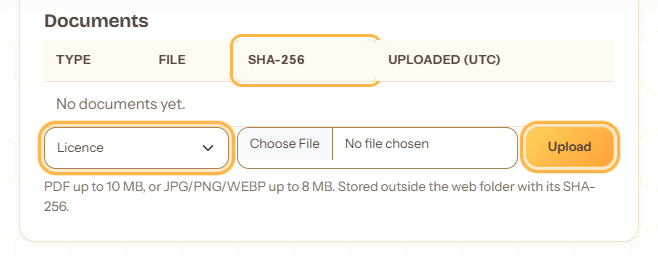 Documents
TYPE FILE SHA-256 UPLOADED (UTC)
No documents yet.
Licence Choose File No file chosen Upload
PDF up to 10 MB, or JPG/PNG/WEBP up to 8 MB. Stored outside the web folder with its SHA-
256.